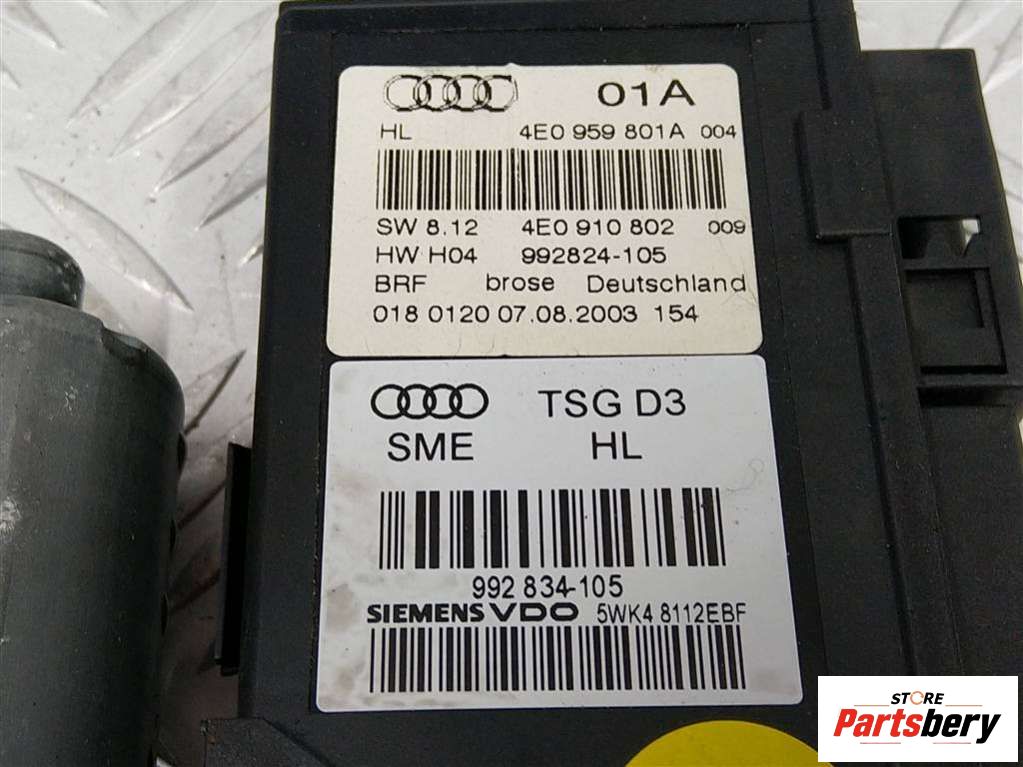 01A
HL 4E0 959 801A 004
SW 8.12 4E0 910 802 009
HW H04 992824-105
BRF brose Deutschland
018 0120 07.08.2003 154
TSG D3
SME HL
992 834-105
SIEMENS VDO 5WK4 8112EBF
STORE
Partsbery